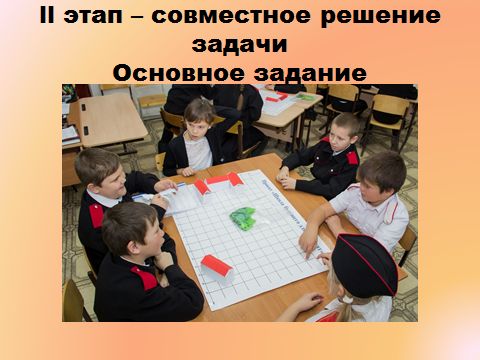 II этап – совместное решение
задачи
Основное задание